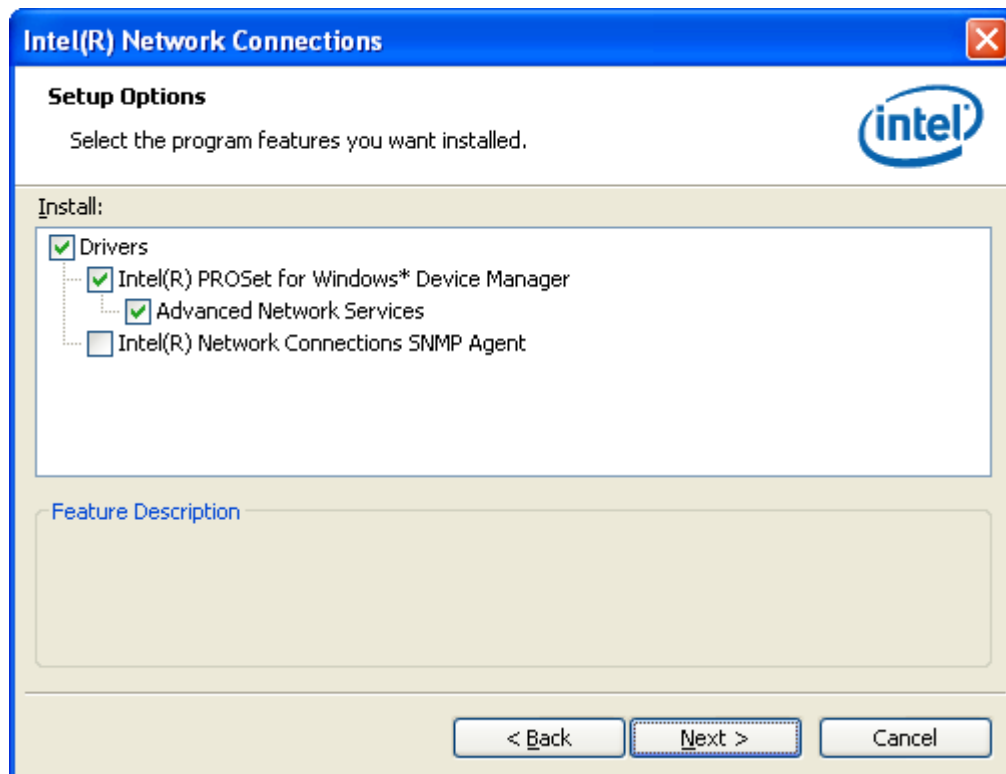 Intel(R) Network Connections
Setup Options
Select the program features you want installed.
intel
Install:
Drivers
Intel(R) PROSet for Windows* Device Manager
Advanced Network Services
Intel(R) Network Connections SNMP Agent
Feature Description
< Back
Next >
Cancel